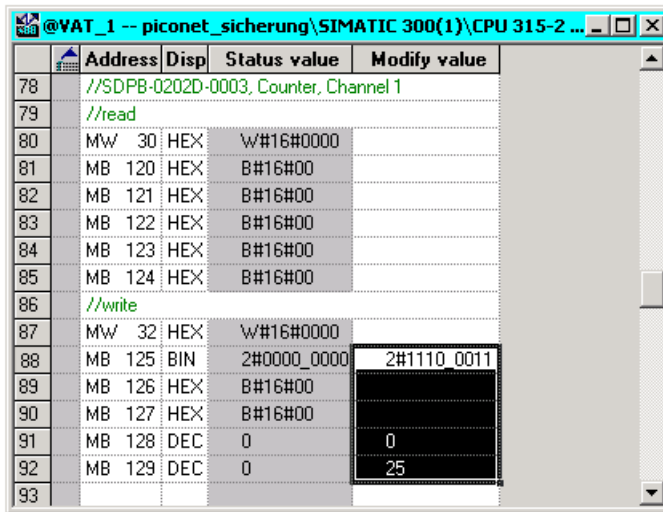 @VAT_1 -- piconet_sicherung\SIMATIC 300(1)\CPU 315-2 ...
Address Disp Status value Modify value
78 //SDPB-0202D-0003, Counter, Channel 1
79 //read
80 MW 30 HEX W#16#0000
81 MB 120 HEX B#16#00
82 MB 121 HEX B#16#00
83 MB 122 HEX B#16#00
84 MB 123 HEX B#16#00
85 MB 124 HEX B#16#00
86 //write
87 MW 32 HEX W#16#0000
88 MB 125 BIN 2#0000_0000 2#1110_0011
89 MB 126 HEX B#16#00
90 MB 127 HEX B#16#00
91 MB 128 DEC 0 0
92 MB 129 DEC 0 25
93